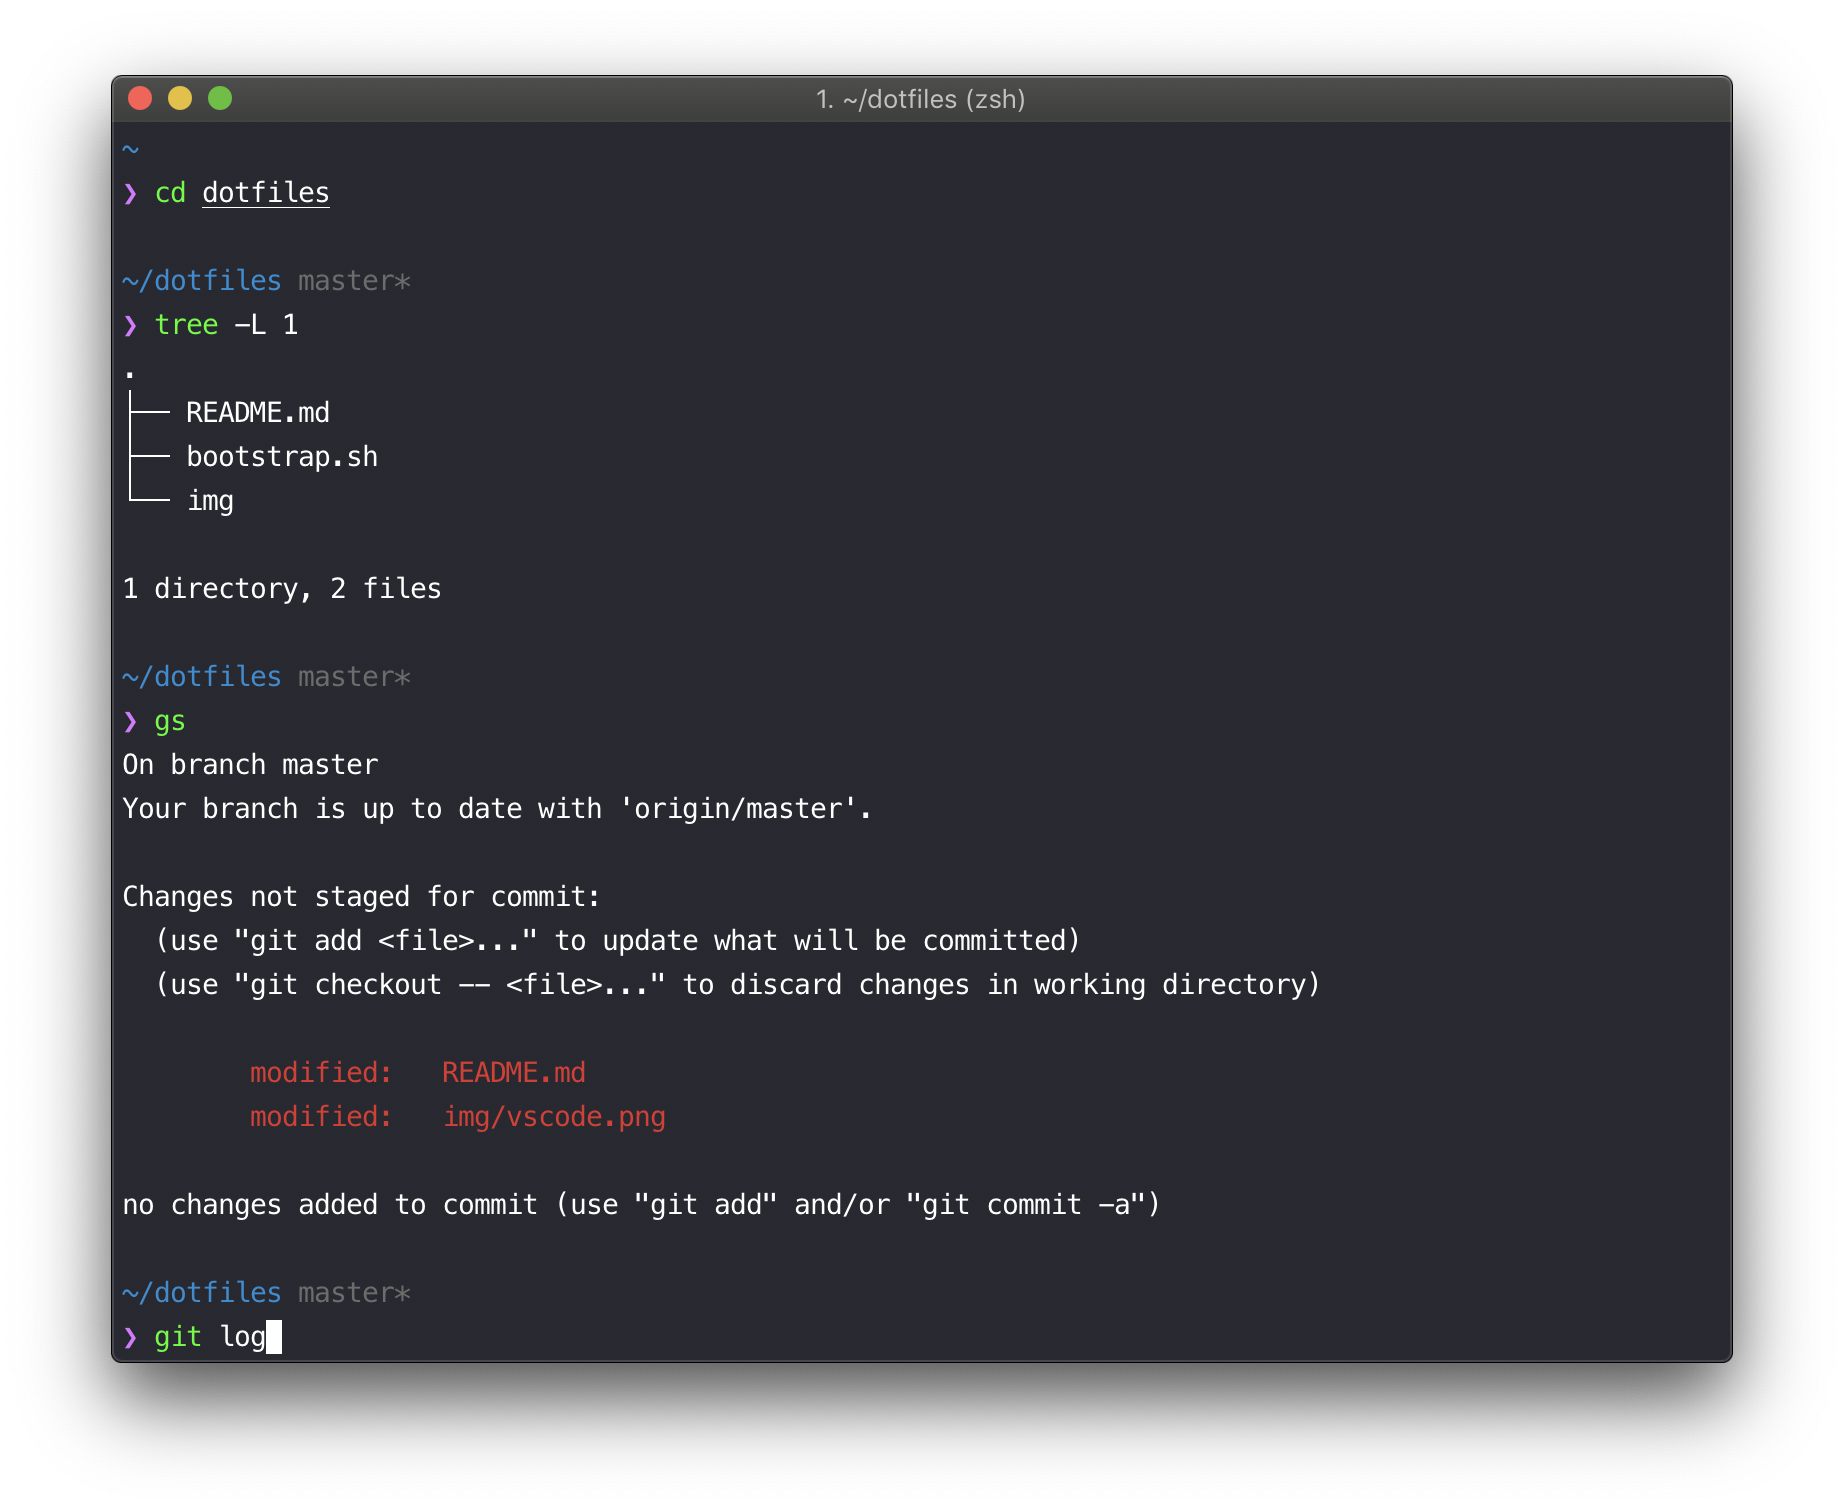 1. ~/dotfiles (zsh)
~
❯ cd dotfiles
~/dotfiles master*
❯ tree -L 1
.
├── README.md
├── bootstrap.sh
└── img
1 directory, 2 files
~/dotfiles master*
❯ gs
On branch master
Your branch is up to date with 'origin/master'.
Changes not staged for commit:
  (use "git add <file>..." to update what will be committed)
  (use "git checkout -- <file>..." to discard changes in working directory)
        modified:   README.md
        modified:   img/vscode.png
no changes added to commit (use "git add" and/or "git commit -a")
~/dotfiles master*
❯ git log